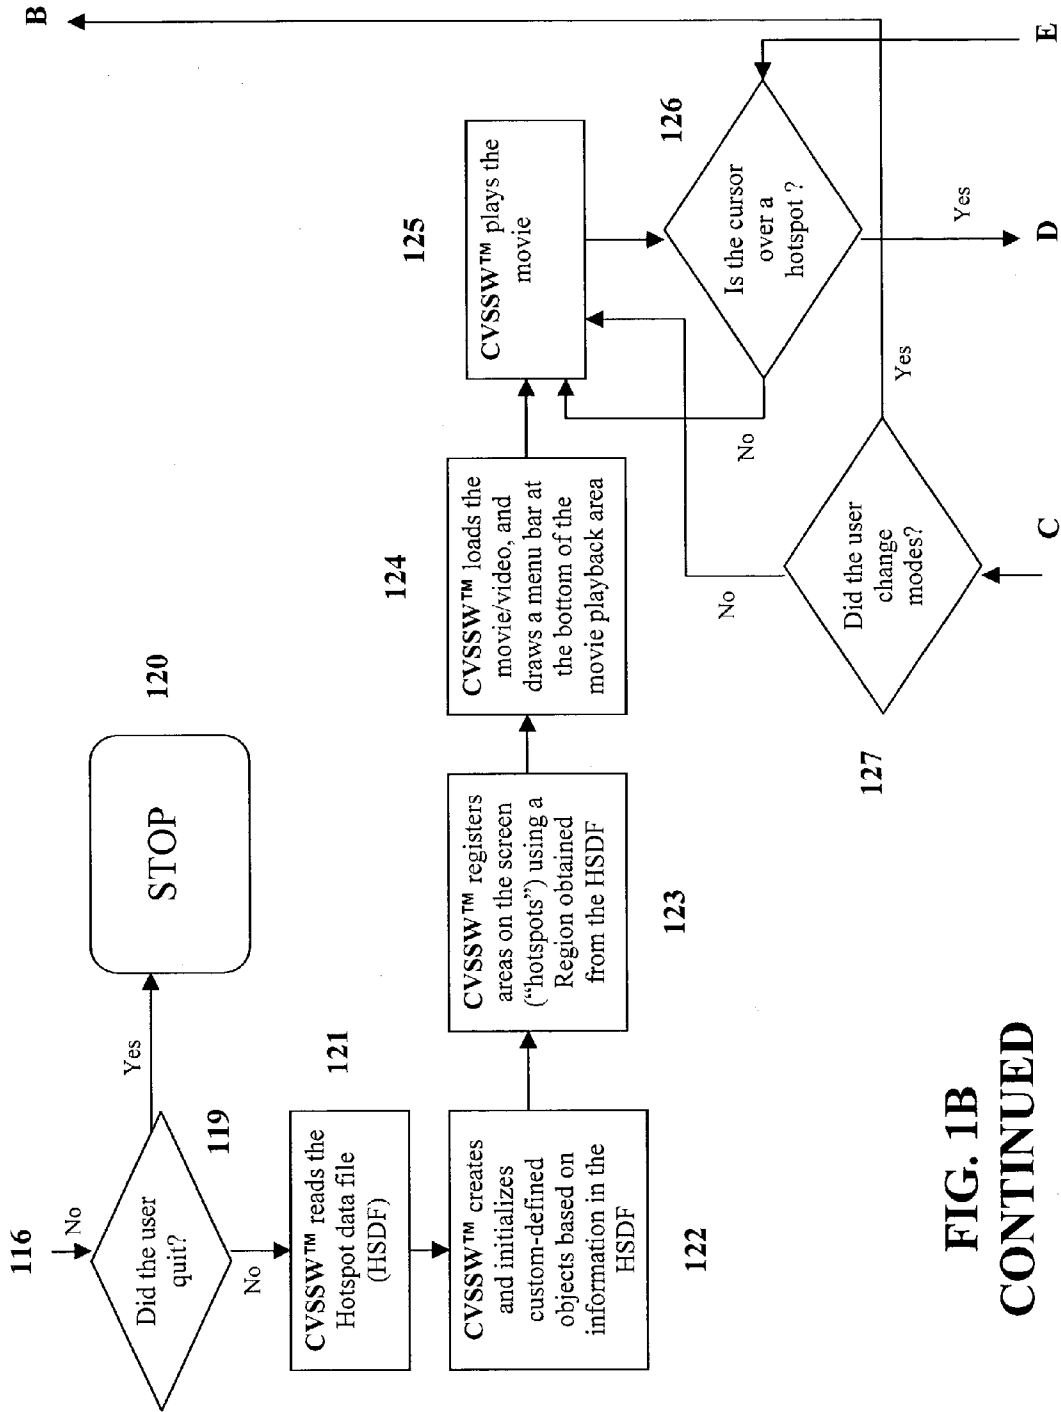 116
No
Did the user
quit?
119
Yes
STOP
120
No
CVSSW™ reads the
Hotspot data file
(HSDF)
121
CVSSW™ creates
and initializes
custom-defined
objects based on
information in the
HSDF
122
CVSSW™ registers
areas on the screen
(“hotspots”) using a
Region obtained
from the HSDF
123
CVSSW™ loads the
movie/video, and
draws a menu bar at
the bottom of the
movie playback area
124
CVSSW™ plays the
movie
125
Is the cursor
over a
hotspot ?
126
No
Yes
D
E
Did the user
change
modes?
127
No
Yes
B
C
FIG. 1B
CONTINUED